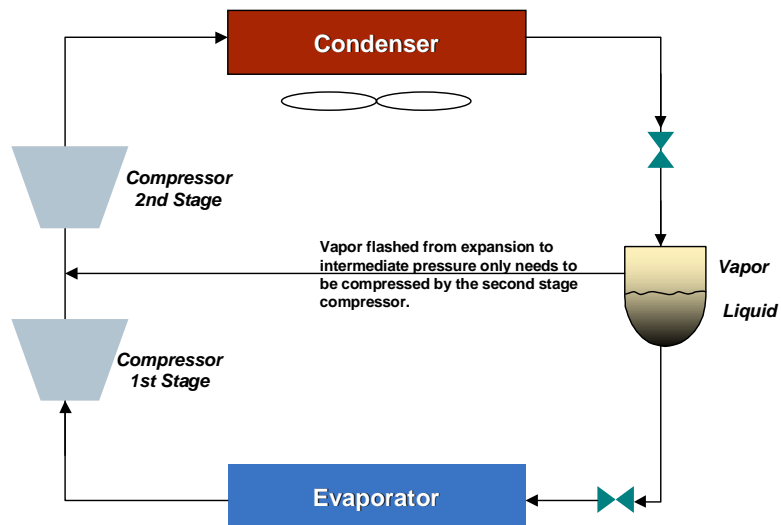 Condenser
Compressor
2nd Stage
Vapor flashed from expansion to
intermediate pressure only needs to
be compressed by the second stage
compressor.
Vapor
Liquid
Compressor
1st Stage
Evaporator